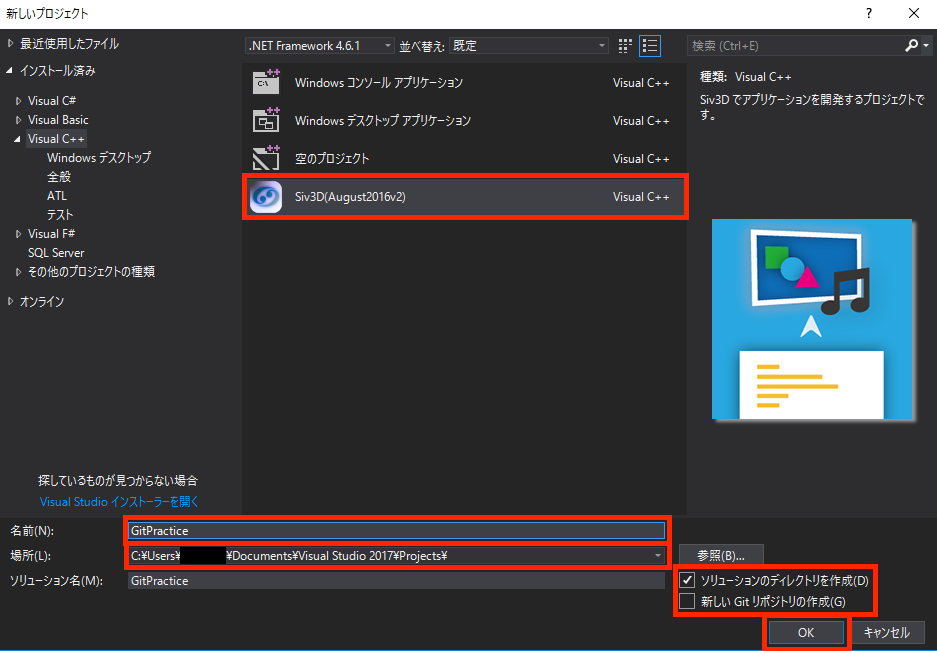 新しいプロジェクト
?
最近使用したファイル
インストール済み
Visual C#
Visual Basic
Visual C++
Windows デスクトップ
全般
ATL
テスト
Visual F#
SQL Server
その他のプロジェクトの種類
オンライン
探しているものが見つからない場合
Visual Studio インストーラーを開く
.NET Framework 4.6.1
並べ替え: 既定
Windows コンソール アプリケーション Visual C++
Windows デスクトップ アプリケーション Visual C++
空のプロジェクト Visual C++
Siv3D(August2016v2) Visual C++
検索 (Ctrl+E)
種類: Visual C++
Siv3D でアプリケーションを開発するプロジェクトで
す。
名前(N): GitPractice
場所(L): C:¥Users¥ ¥Documents¥Visual Studio 2017¥Projects¥
参照(B)...
ソリューション名(M): GitPractice
ソリューションのディレクトリを作成(D)
新しい Git リポジトリの作成(G)
OK
キャンセル